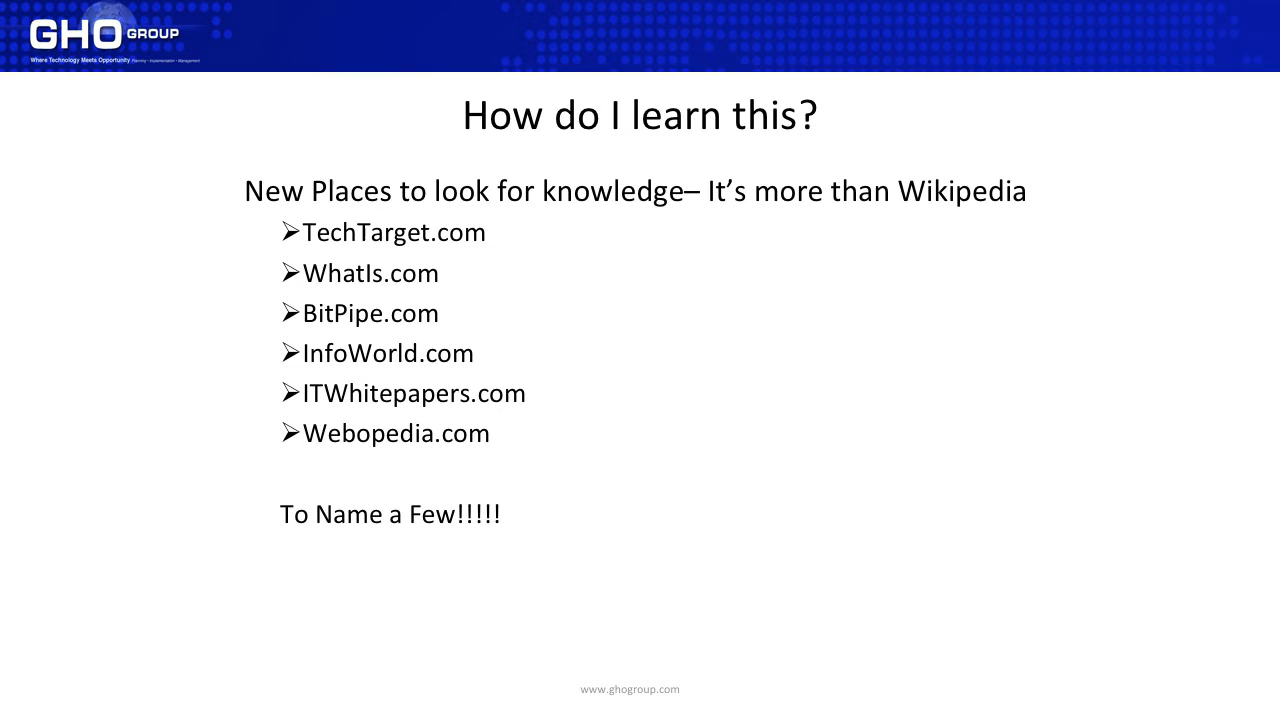 GHO GROUP
Where Technology Meets Opportunity Planning • Implementation • Management
How do I learn this?
New Places to look for knowledge– It’s more than Wikipedia
➢TechTarget.com
➢WhatIs.com
➢BitPipe.com
➢InfoWorld.com
➢ITWhitepapers.com
➢Webopedia.com
To Name a Few!!!!!
www.ghogroup.com